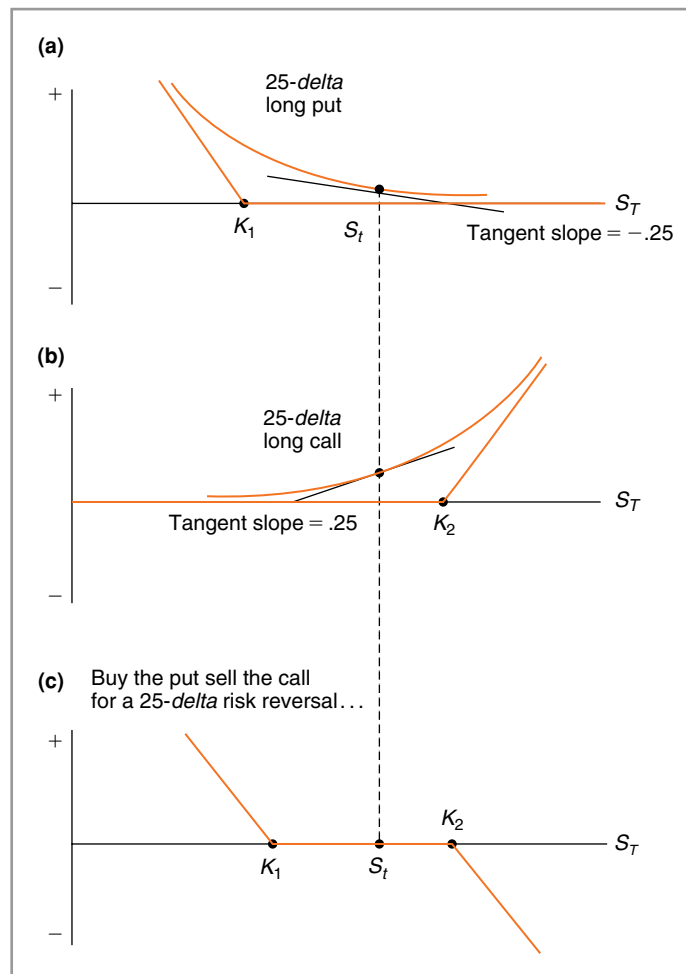 (a)
25-delta
long put
+
K1
St
ST
Tangent slope = −.25
−
(b)
+
25-delta
long call
ST
Tangent slope = .25
K2
−
(c) Buy the put sell the call
for a 25-delta risk reversal...
+
K2
ST
K1
St
−